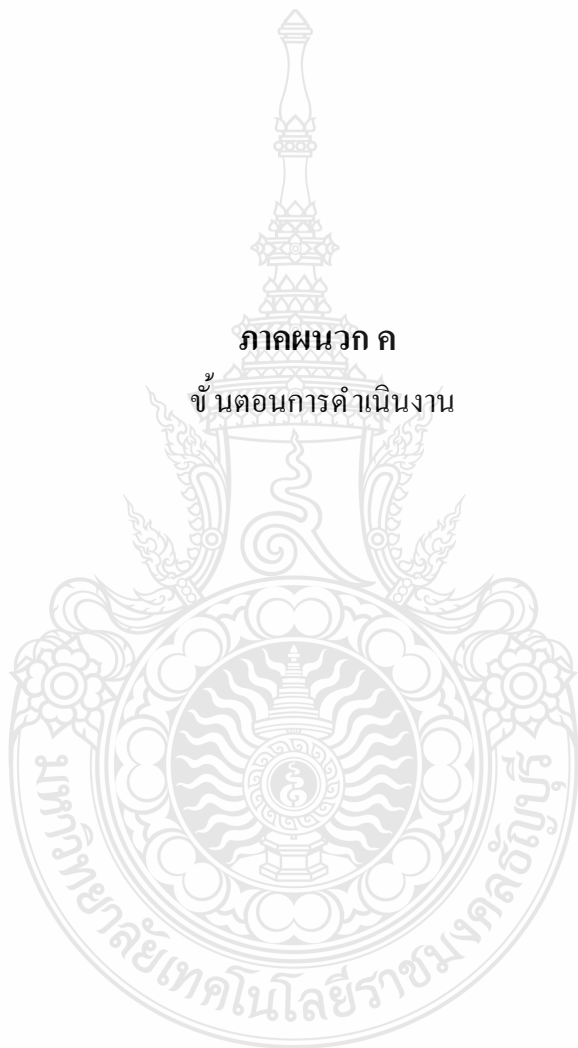 ภาคผนวก ค
ขั้นตอนการดำเนินงาน
มหาวิทยาลัยเทคโนโลยีราชมงคลธัญบุรี